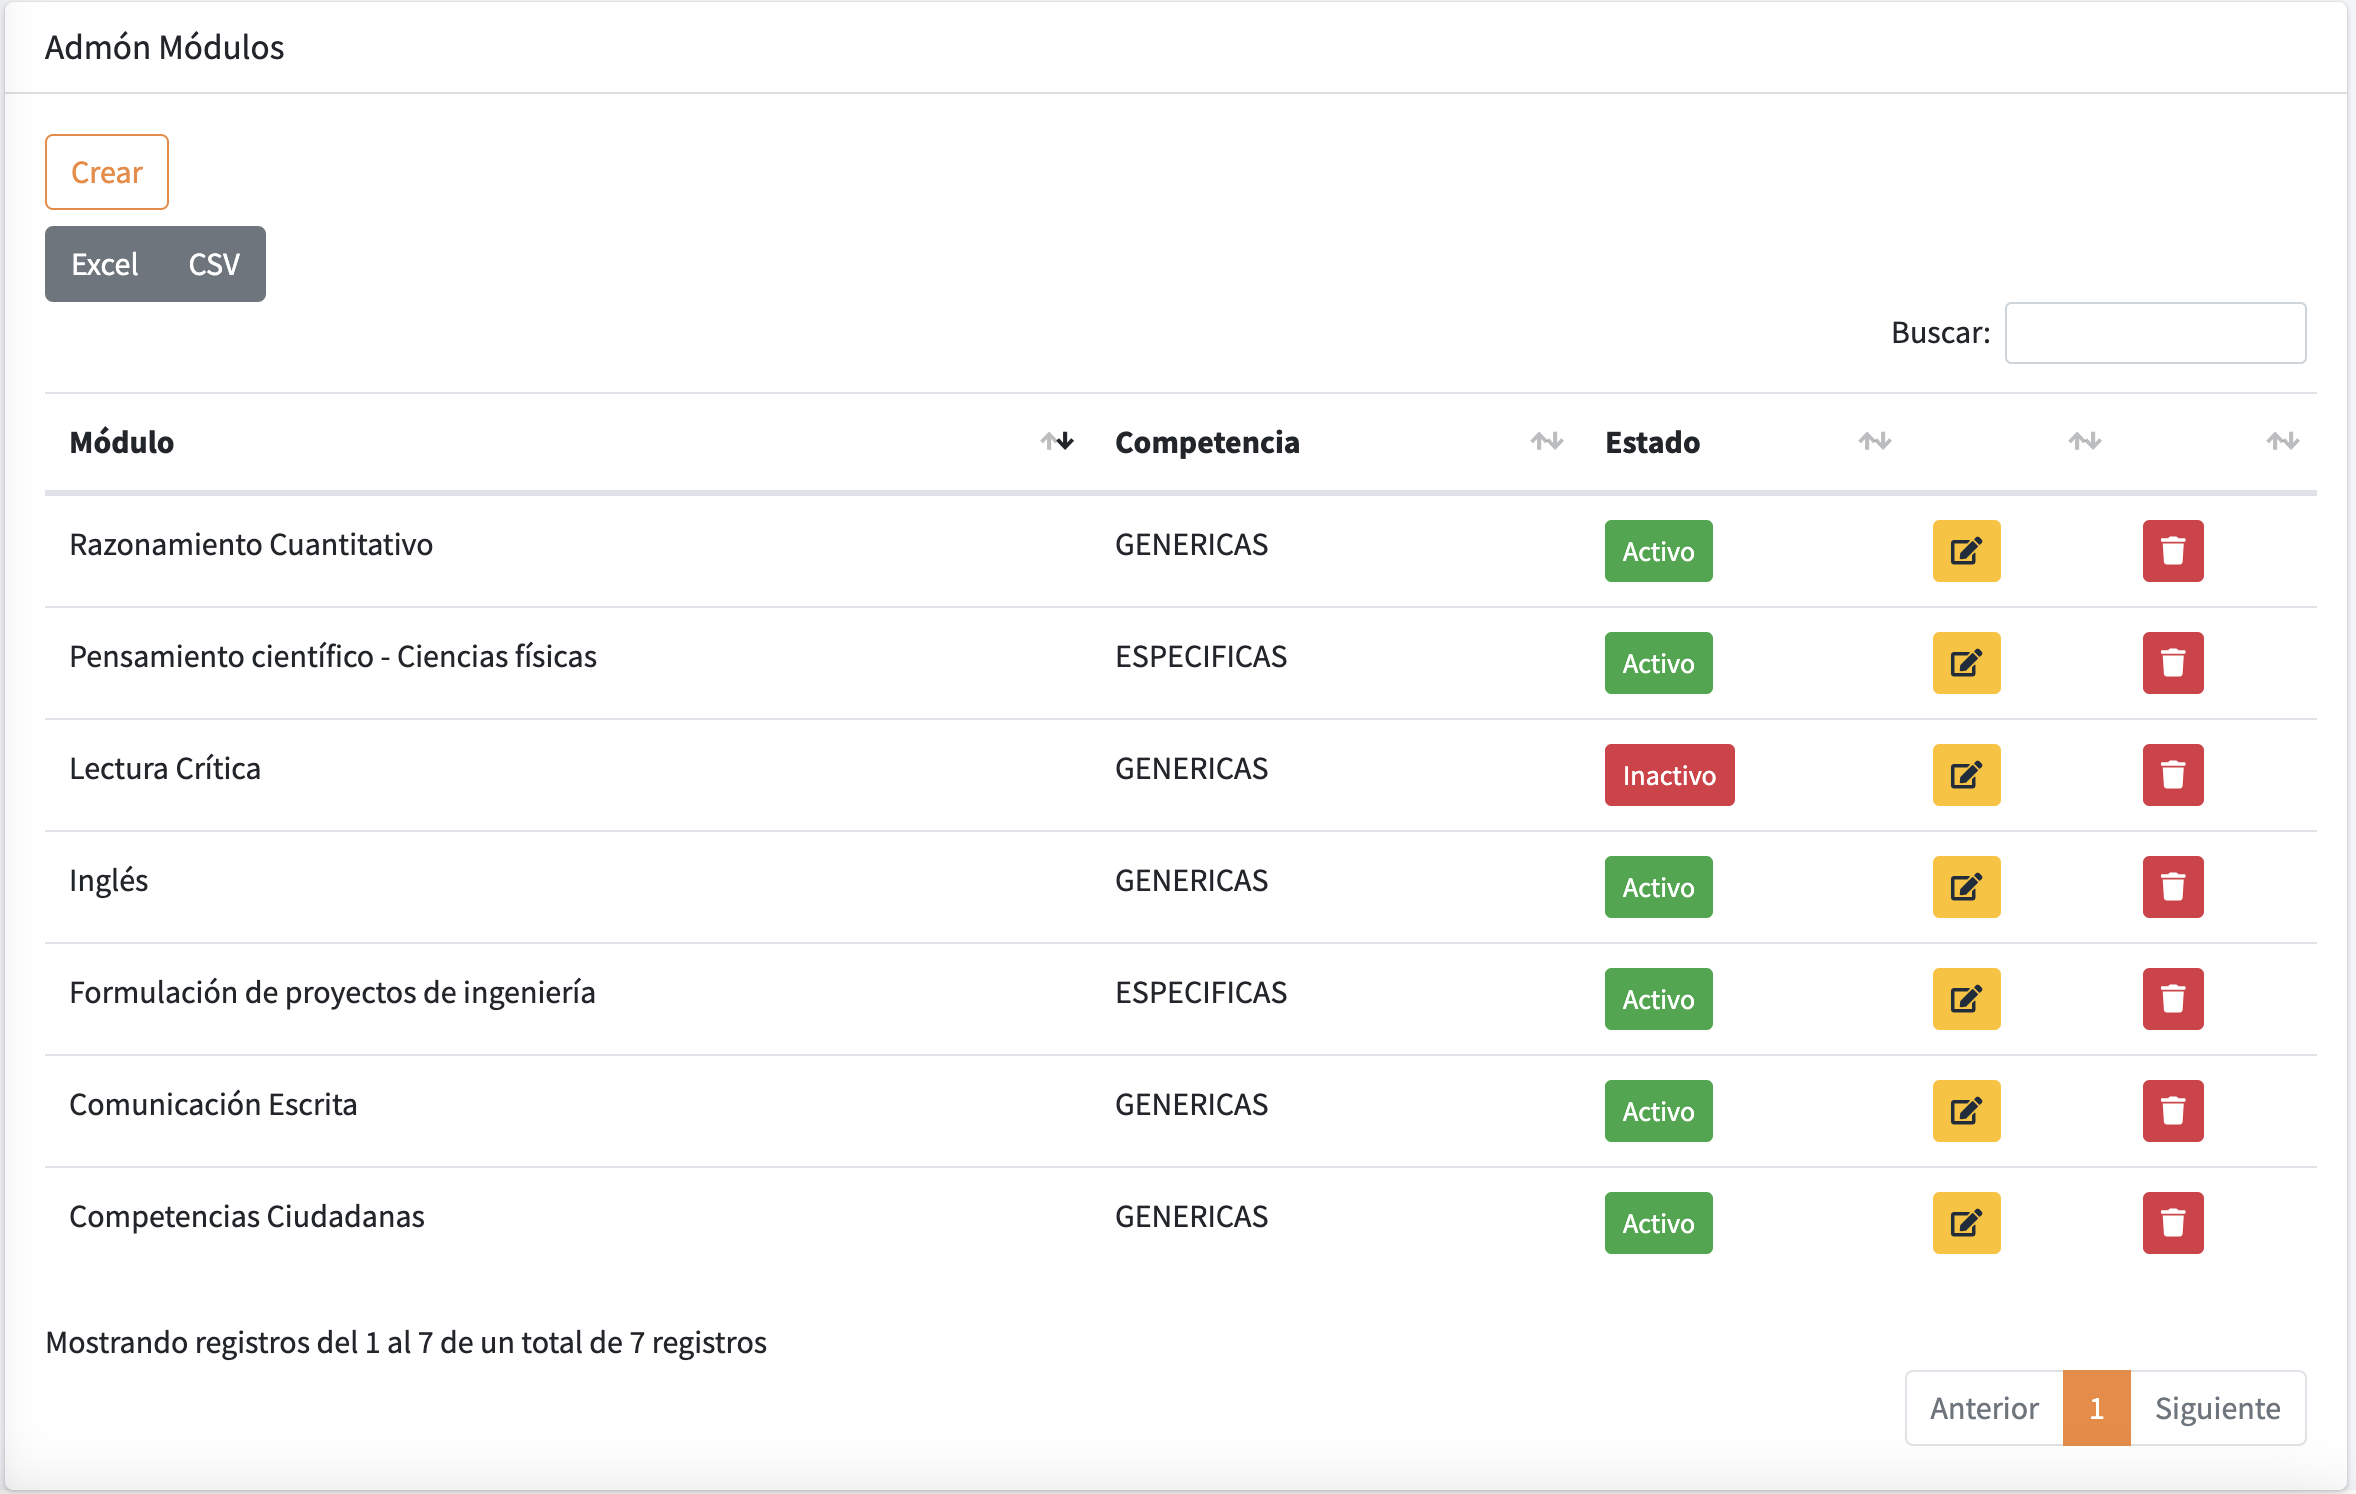 Admón Módulos
Crear
Excel CSV
Buscar:
Módulo Competencia Estado
Razonamiento Cuantitativo GENERICAS Activo
Pensamiento científico - Ciencias físicas ESPECIFICAS Activo
Lectura Crítica GENERICAS Inactivo
Inglés GENERICAS Activo
Formulación de proyectos de ingeniería ESPECIFICAS Activo
Comunicación Escrita GENERICAS Activo
Competencias Ciudadanas GENERICAS Activo
Mostrando registros del 1 al 7 de un total de 7 registros
Anterior 1 Siguiente